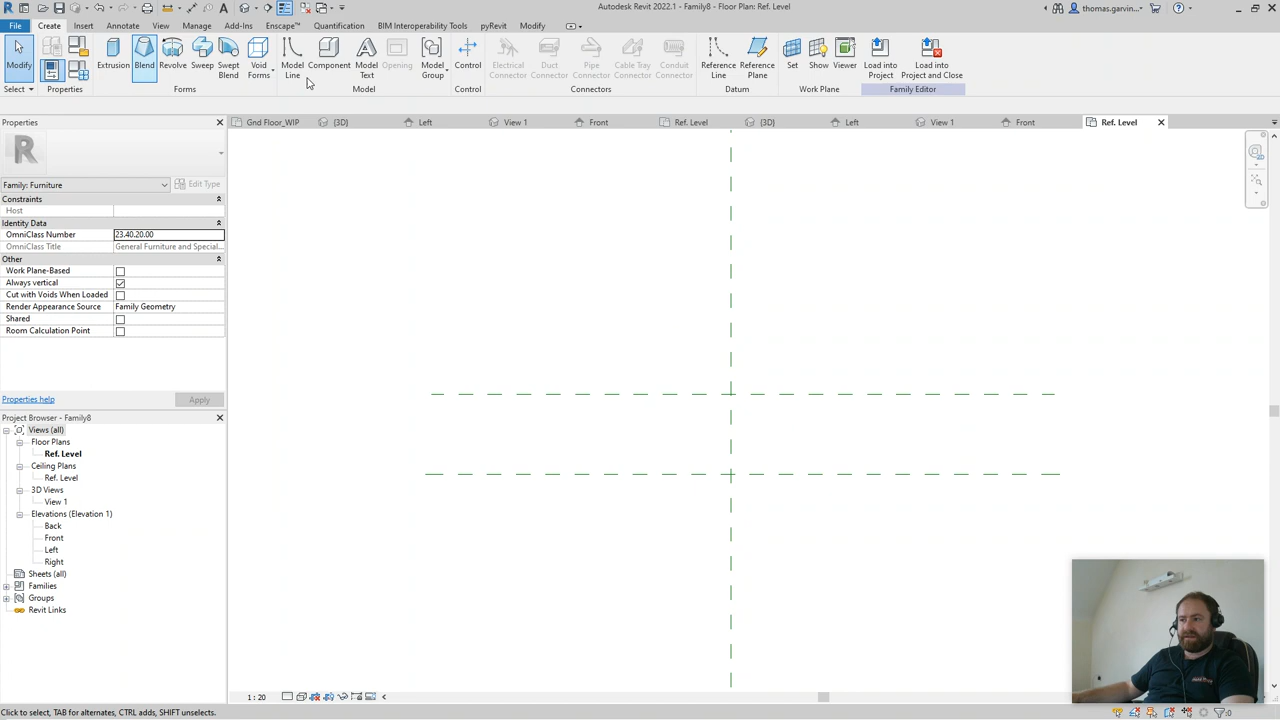 Autodesk Revit 2022.1 - Family8 - Floor Plan: Ref. Level
thomas.garvin...
File Create Insert Annotate View Manage Add-Ins Enscape™ Quantification BIM Interoperability Tools pyRevit Modify
Modify Extrusion Blend Revolve Sweep Swept Blend Void Forms Model Line Component Model Text Opening Model Group Control Electrical Connector Duct Connector Pipe Connector Cable Tray Connector Conduit Connector Reference Line Reference Plane Set Show Viewer Load into Project Load into Project and Close
Select Properties Forms Model Control Connectors Datum Work Plane Family Editor
Properties
Gnd Floor_WIP {3D} Left View 1 Front Ref. Level {3D} Left View 1 Front Ref. Level
Family: Furniture Edit Type
Constraints
Host
Identity Data
OmniClass Number 23.40.20.00
OmniClass Title General Furniture and Special...
Other
Work Plane-Based
Always vertical
Cut with Voids When Loaded
Render Appearance Source Family Geometry
Shared
Room Calculation Point
Properties help Apply
Project Browser - Family8
Views (all)
Floor Plans
Ref. Level
Ceiling Plans
Ref. Level
3D Views
View 1
Elevations (Elevation 1)
Back
Front
Left
Right
Sheets (all)
Families
Groups
Revit Links
1 : 20
Click to select, TAB for alternates, CTRL adds, SHIFT unselects.
:0